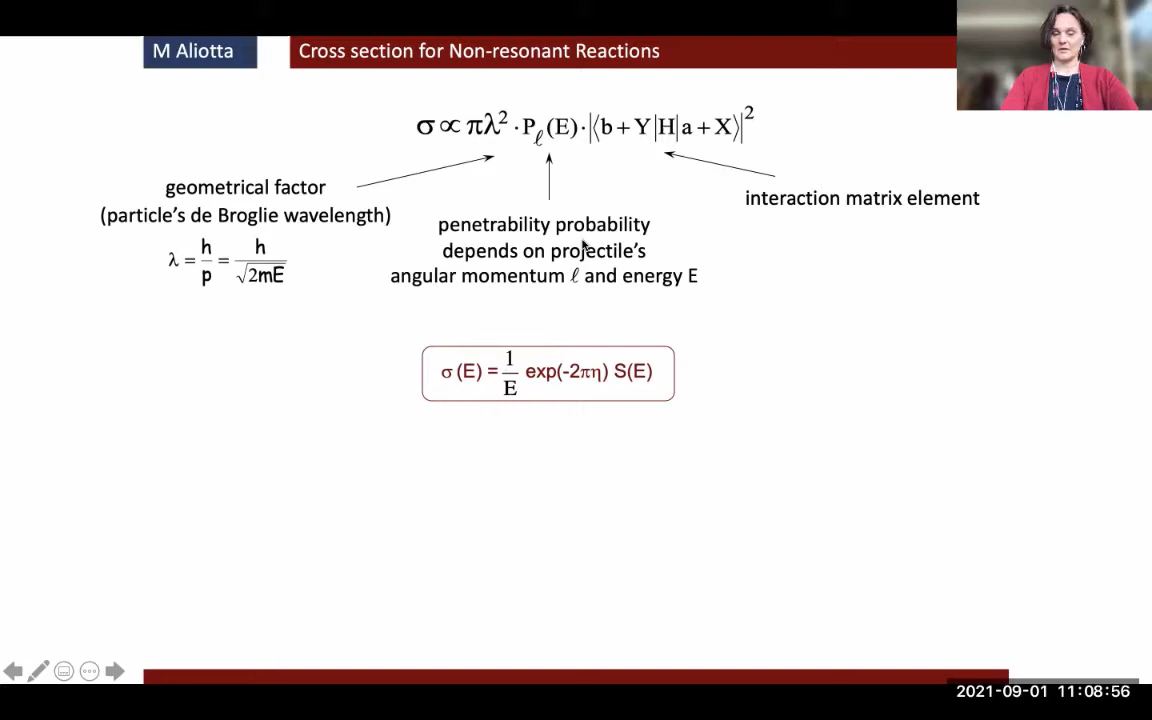 M Aliotta
Cross section for Non-resonant Reactions
σ ∝ πλ² · Pℓ(E) · |⟨b + Y|H|a + X⟩|²
geometrical factor
(particle's de Broglie wavelength)
λ = h/p = h/√2mE
penetrability probability
depends on projectile's
angular momentum ℓ and energy E
interaction matrix element
σ (E) = 1/E exp(-2πη) S(E)
2021-09-01 11:08:56